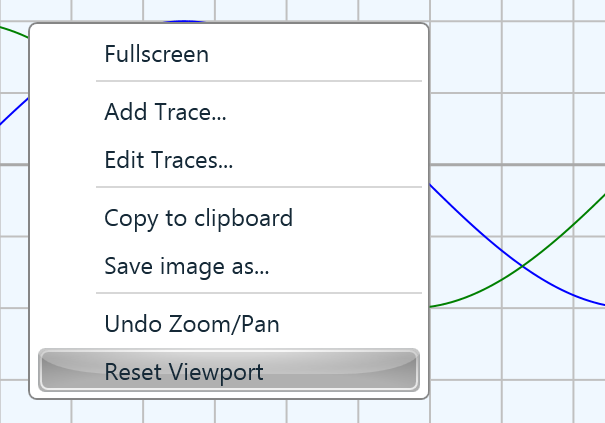 Fullscreen
Add Trace...
Edit Traces...
Copy to clipboard
Save image as...
Undo Zoom/Pan
Reset Viewport